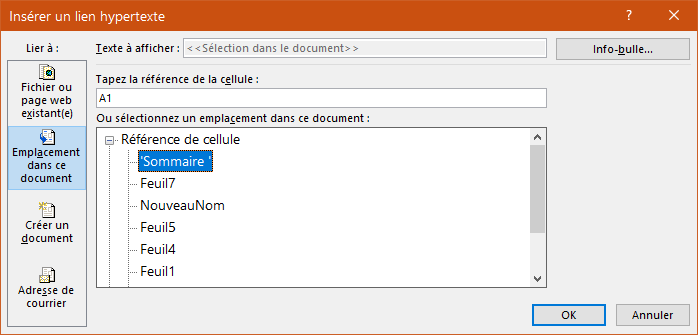 Insérer un lien hypertexte
?
Lier à :
Texte à afficher :
<<Sélection dans le document>>
Info-bulle...
Fichier ou
page web
existant(e)
Emplacement
dans ce
document
Créer un
document
Adresse de
courrier
Tapez la référence de la cellule :
A1
Ou sélectionnez un emplacement dans ce document :
Référence de cellule
'Sommaire '
Feuil7
NouveauNom
Feuil5
Feuil4
Feuil1
OK
Annuler